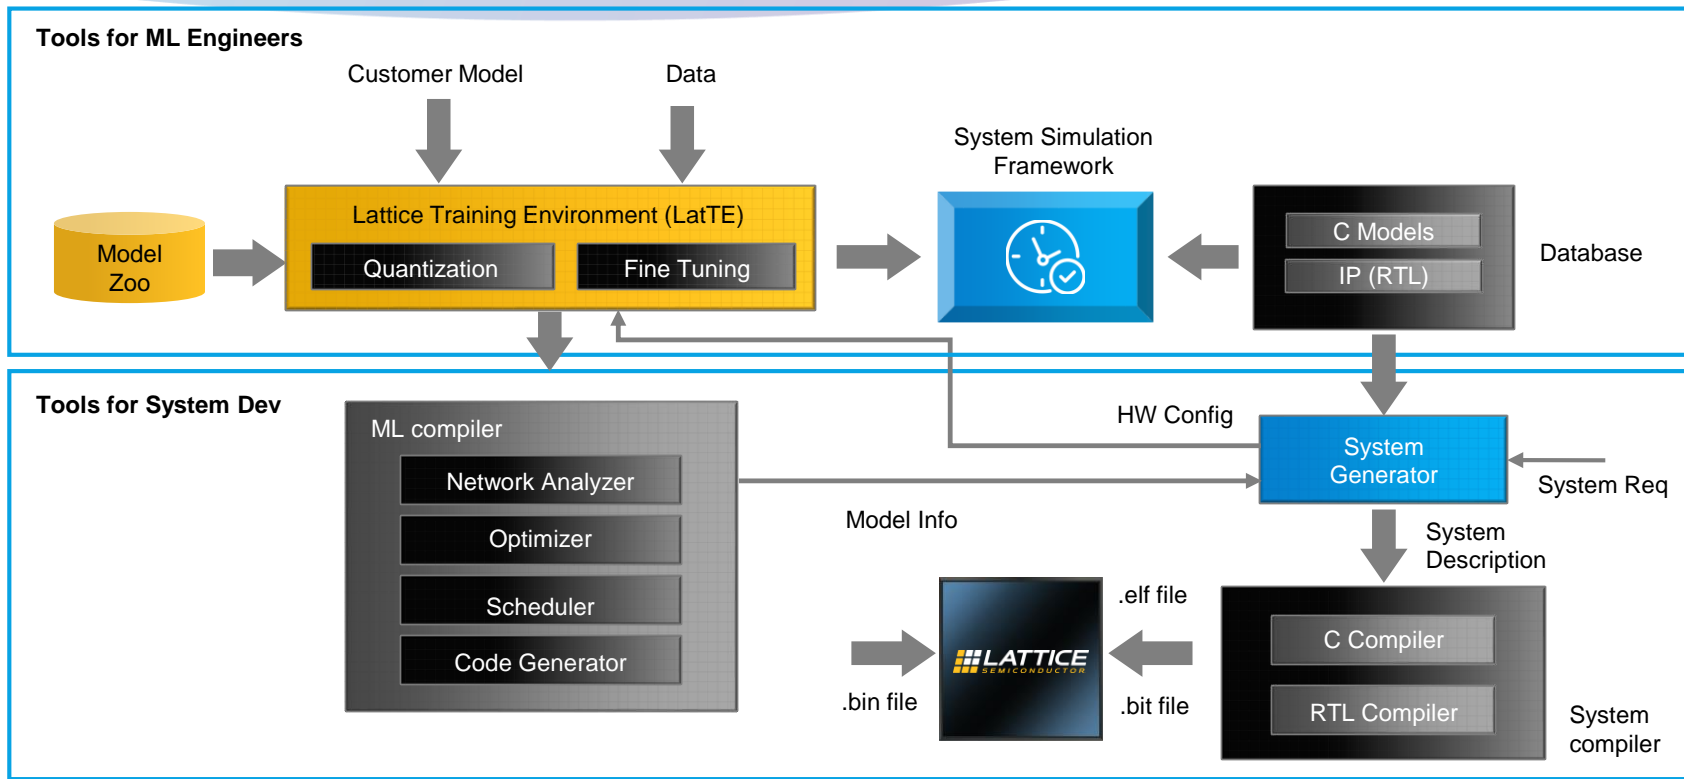 Tools for ML Engineers
Customer Model
Data
System Simulation
Framework
Lattice Training Environment (LatTE)
Quantization
Fine Tuning
Model
Zoo
C Models
IP (RTL)
Database
Tools for System Dev
ML compiler
Network Analyzer
Optimizer
Scheduler
Code Generator
HW Config
System
Generator
System Req
Model Info
System
Description
.elf file
LATTICE
SEMICONDUCTOR
.bin file
.bit file
C Compiler
RTL Compiler
System
compiler